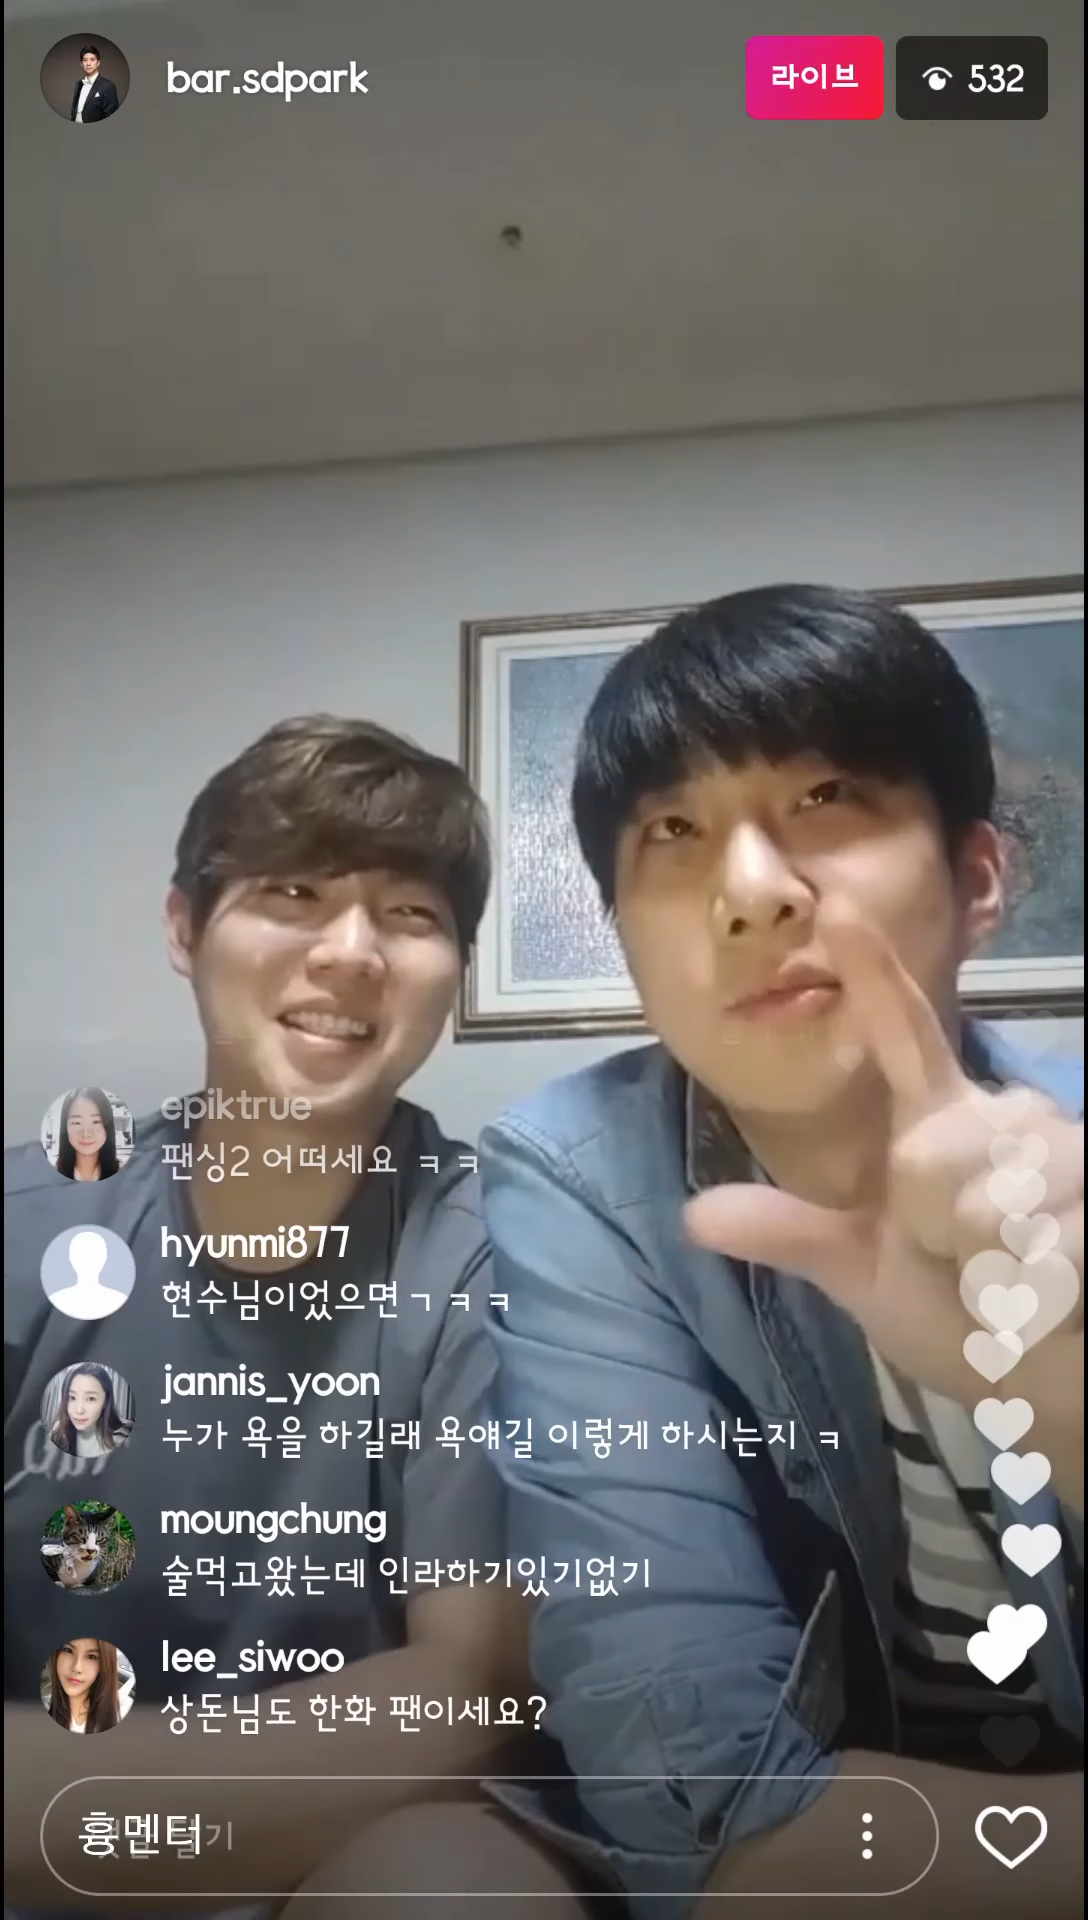 bar.sdpark
라이브
532
epiktrue
팬싱2 어떠세요 ㅋㅋ
hyunmi877
현수님이었으면ㄱㅋㅋ
jannis_yoon
누가 욕을 하길래 욕얘길 이렇게 하시는지 ㅋ
moungchung
술먹고왔는데 인라하기있기없기
lee_siwoo
상돈님도 한화 팬이세요?
흉멘터